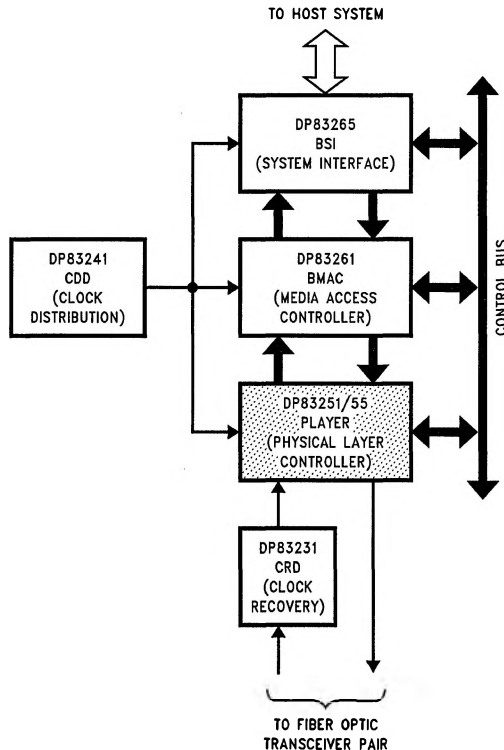 TO HOST SYSTEM
DP83265
BSI
(SYSTEM INTERFACE)
DP83241
CDD
(CLOCK
DISTRIBUTION)
DP83261
BMAC
(MEDIA ACCESS
CONTROLLER)
CONTROL BUS
DP83251/55
PLAYER
(PHYSICAL LAYER
CONTROLLER)
DP83231
CRD
(CLOCK
RECOVERY)
TO FIBER OPTIC
TRANSCEIVER PAIR